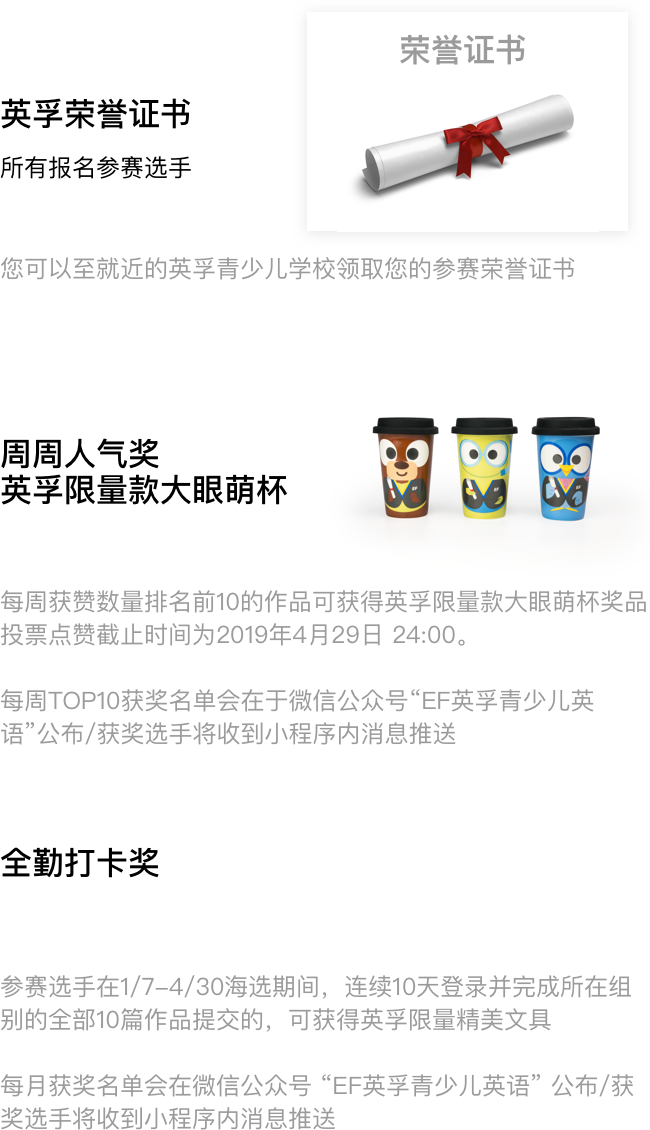 荣誉证书
英孚荣誉证书
所有报名参赛选手
您可以至就近的英孚青少儿学校领取您的参赛荣誉证书
周周人气奖
英孚限量款大眼萌杯
每周获赞数量排名前10的作品可获得英孚限量款大眼萌杯奖品
投票点赞截止时间为2019年4月29日 24:00。
每周TOP10获奖名单会在于微信公众号“EF英孚青少儿英
语”公布/获奖选手将收到小程序内消息推送
全勤打卡奖
参赛选手在1/7-4/30海选期间，连续10天登录并完成所在组
别的全部10篇作品提交的，可获得英孚限量精美文具
每月获奖名单会在微信公众号 “EF英孚青少儿英语” 公布/获
奖选手将收到小程序内消息推送